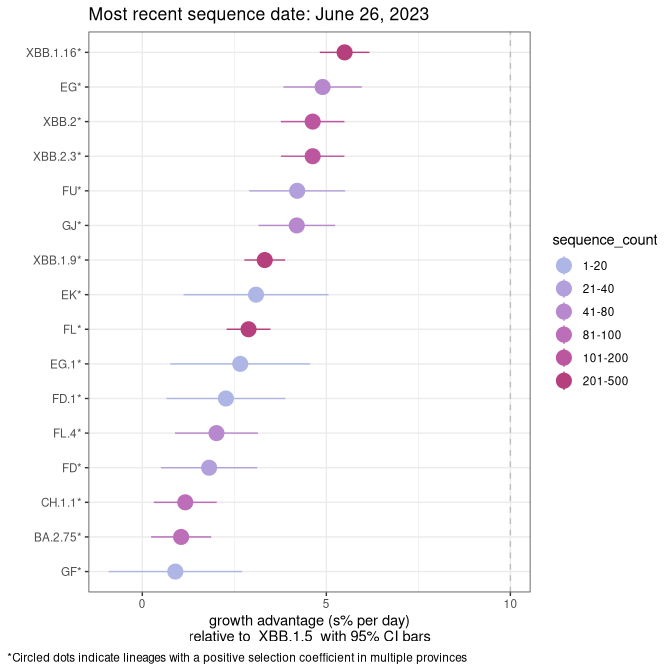 Most recent sequence date: June 26, 2023
XBB.1.16*
EG*
XBB.2*
XBB.2.3*
FU*
GJ*
XBB.1.9*
EK*
FL*
EG.1*
FD.1*
FL.4*
FD*
CH.1.1*
BA.2.75*
GF*
0 5 10
growth advantage (s% per day)
relative to XBB.1.5 with 95% CI bars
sequence_count
1-20
21-40
41-80
81-100
101-200
201-500
*Circled dots indicate lineages with a positive selection coefficient in multiple provinces